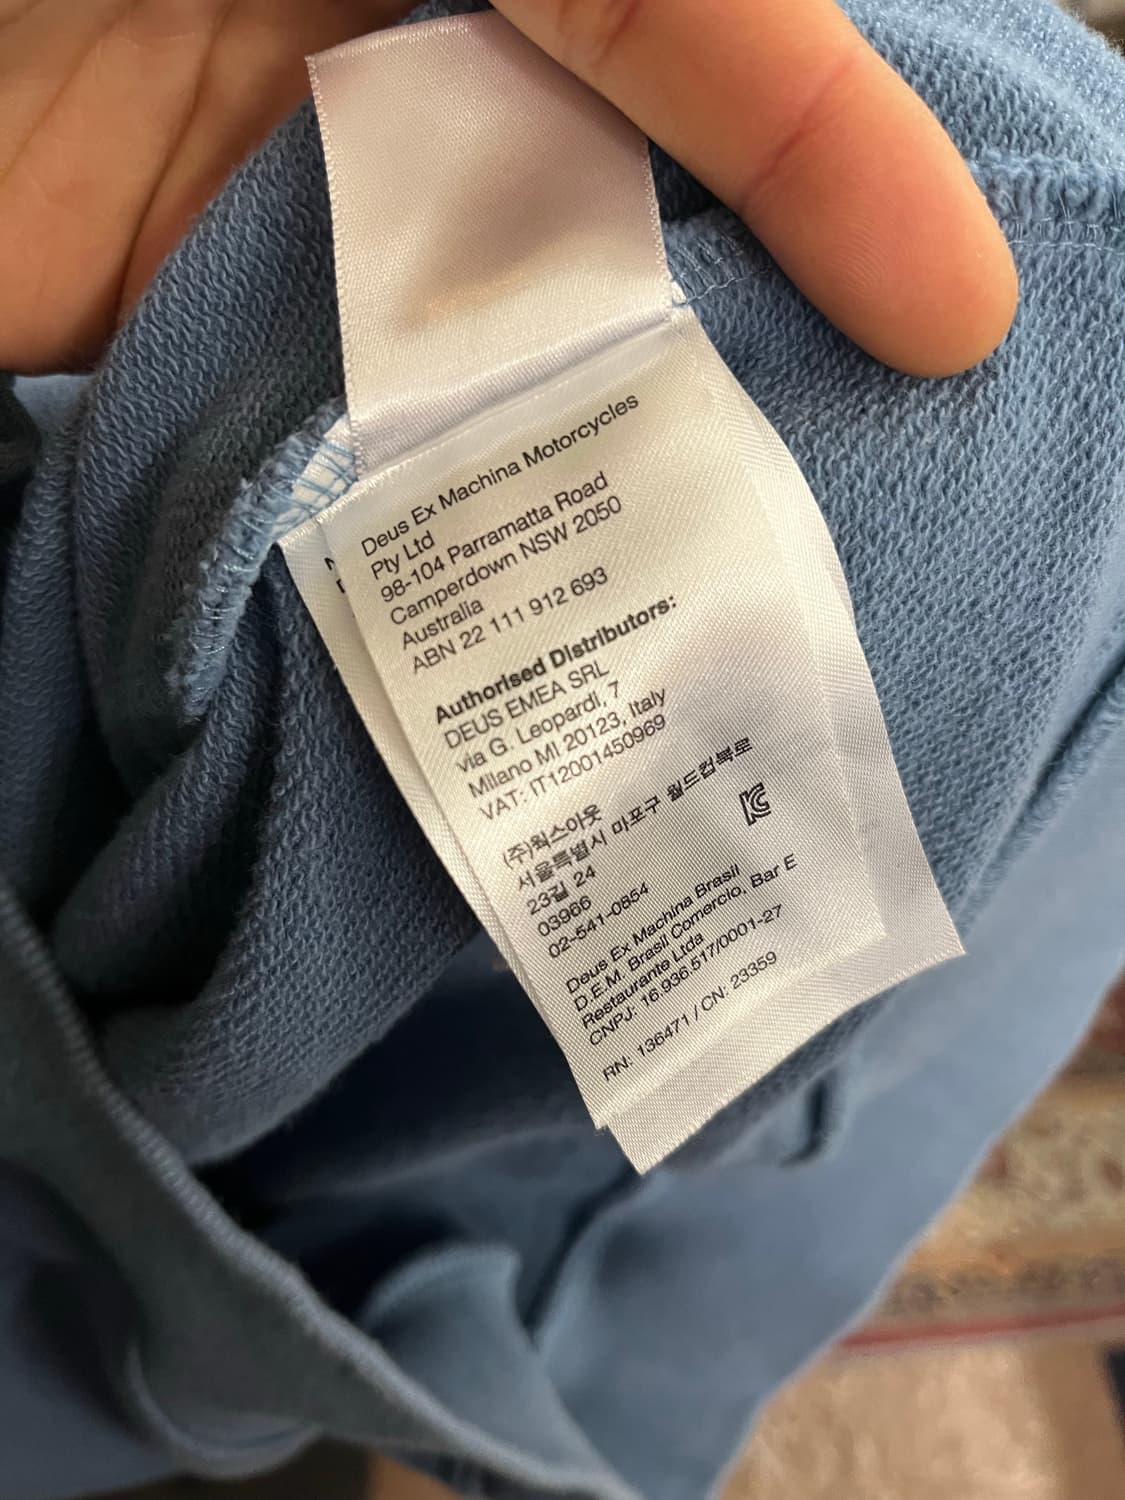 Deus Ex Machina Motorcycles
Pty Ltd
98-104 Parramatta Road
Camperdown NSW 2050
Australia
ABN 22 111 912 693
Authorised Distributors:
DEUS EMEA SRL
via G. Leopardi, 7
Milano MI 20123, Italy
VAT: IT12001450969
(주)웍스아웃
서울특별시 마포구 월드컵북로
23길 24
03966
02-541-0854
KC
Deus Ex Machina Brasil
D.E.M. Brasil Comercio, Bar E
Restaurante Ltda
CNPJ: 16.936.517/0001-27
RN: 136471 / CN: 23359